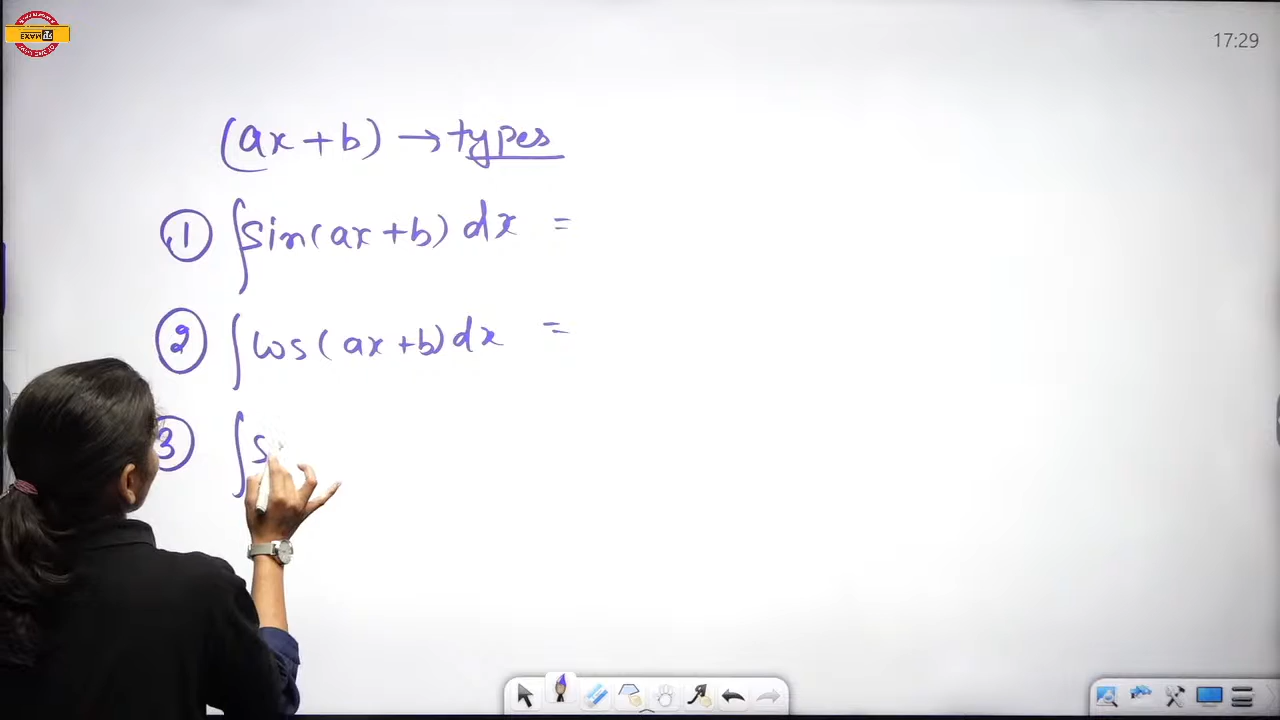 17:29
(ax+b) → types
① ∫sin(ax+b) dx =
② ∫cos(ax+b)dx =
③ ∫s